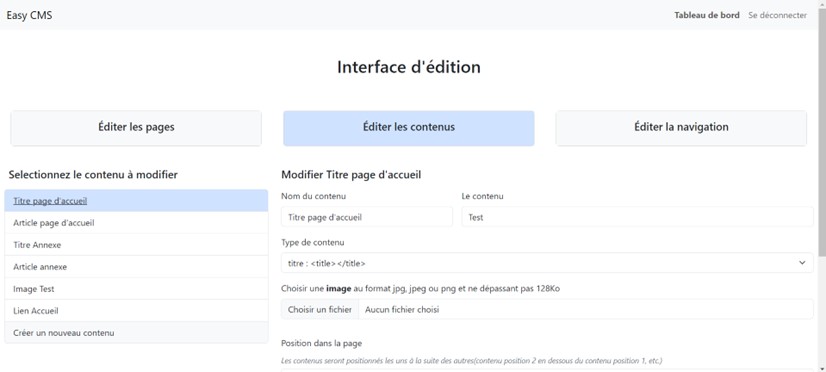 Easy CMS
Tableau de bord Se déconnecter
Interface d'édition
Éditer les pages
Éditer les contenus
Éditer la navigation
Selectionnez le contenu à modifier
Titre page d'accueil
Article page d'accueil
Titre Annexe
Article annexe
Image Test
Lien Accueil
Créer un nouveau contenu
Modifier Titre page d'accueil
Nom du contenu Le contenu
Titre page d'accueil Test
Type de contenu
titre : <title></title>
Choisir une image au format jpg, jpeg ou png et ne dépassant pas 128Ko
Choisir un fichier Aucun fichier choisi
Position dans la page
Les contenus seront positionnés les uns à la suite des autres(contenu position 2 en dessous du contenu position 1, etc.)